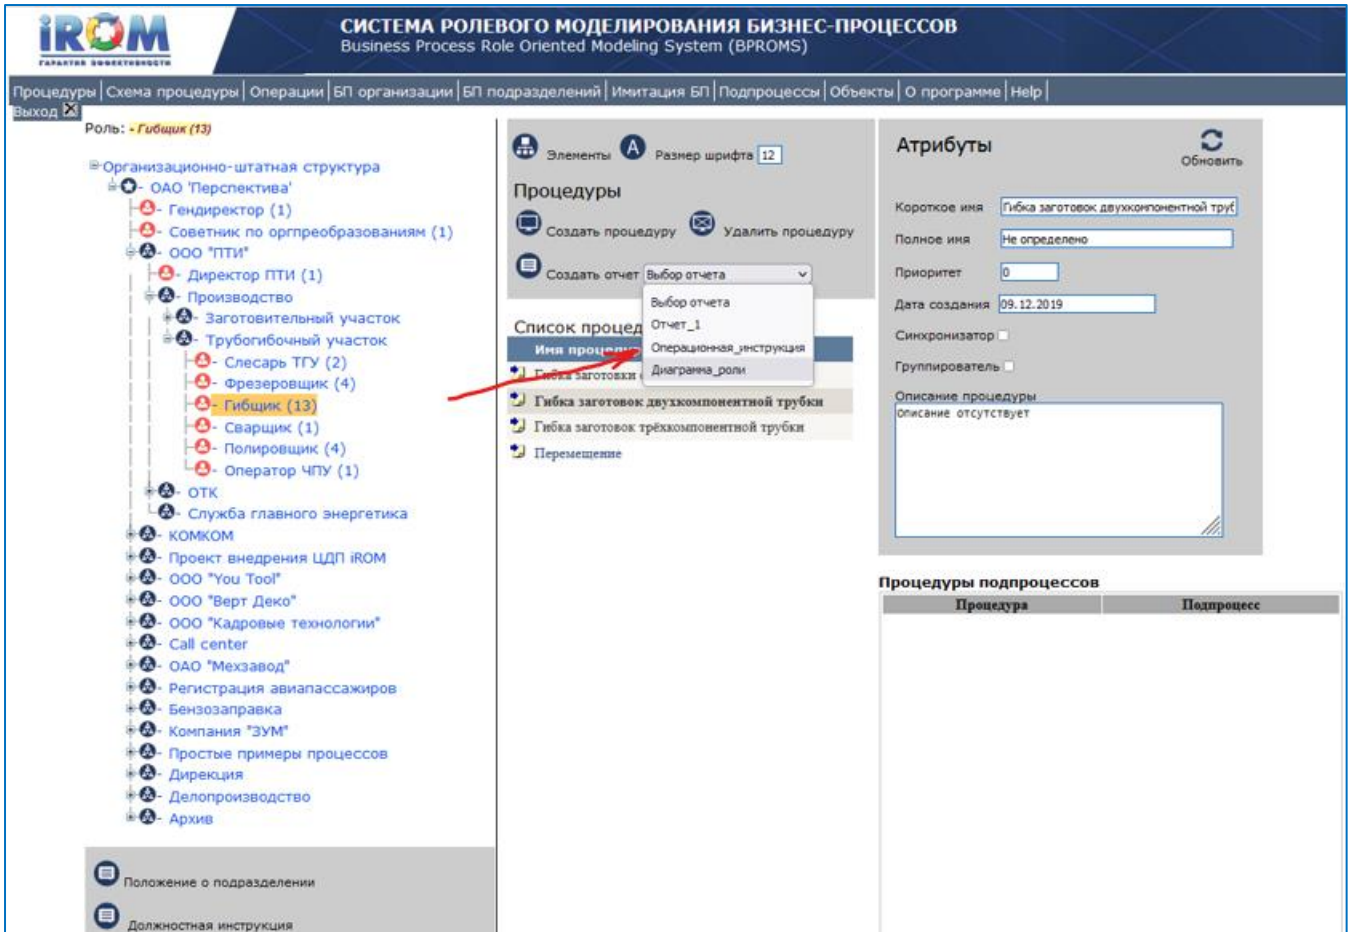 iROM
ГАРАНТИЯ ЭФФЕКТИВНОСТИ
СИСТЕМА РОЛЕВОГО МОДЕЛИРОВАНИЯ БИЗНЕС-ПРОЦЕССОВ
Business Process Role Oriented Modeling System (BPROMS)
Процедуры|Схема процедуры|Операции|БП организации|БП подразделений|Имитация БП|Подпроцессы|Объекты|О программе|Help|
Выход
Роль: - Гибщик (13)
Организационно-штатная структура
- ОАО 'Перспектива'
- Гендиректор (1)
- Советник по оргпреобразованиям (1)
- ООО "ПТИ"
- Директор ПТИ (1)
- Производство
- Заготовительный участок
- Трубогибочный участок
- Слесарь ТГУ (2)
- Фрезеровщик (4)
- Гибщик (13)
- Сварщик (1)
- Полировщик (4)
- Оператор ЧПУ (1)
- ОТК
- Служба главного энергетика
- КОМКОМ
- Проект внедрения ЦДП iROM
- ООО "You Tool"
- ООО "Верт Деко"
- ООО "Кадровые технологии"
- Call center
- ОАО "Мехзавод"
- Регистрация авиапассажиров
- Бензозаправка
- Компания "ЗУМ"
- Простые примеры процессов
- Дирекция
- Делопроизводство
- Архив
Положение о подразделении
Должностная инструкция
Элементы A Размер шрифта 12
Процедуры
Создать процедуру Удалить процедуру
Создать отчет Выбор отчета
Выбор отчета
Отчет_1
Операционная_инструкция
Диаграмма_роли
Список процед
Имя процедуры
Гибка заготовки
Гибка заготовок двухкомпонентной трубки
Гибка заготовок трёхкомпонентной трубки
Перемещение
Атрибуты
Обновить
Короткое имя Гибка заготовок двухкомпонентной труб
Полное имя Не определено
Приоритет 0
Дата создания 09.12.2019
Синхронизатор
Группирователь
Описание процедуры
Описание отсутствует
Процедуры подпроцессов
Процедура Подпроцесс